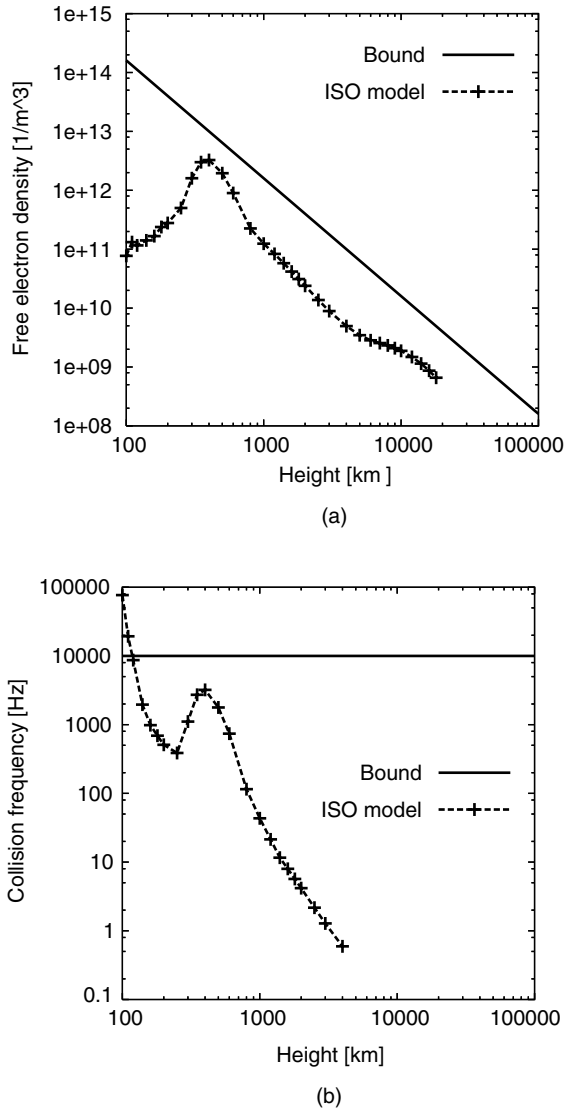 1e+15
1e+14
1e+13
1e+12
1e+11
1e+10
1e+09
1e+08
Free electron density [1/m^3]
Bound
ISO model
100 1000 10000 100000
Height [km ]
(a)
100000
10000
1000
100
10
1
0.1
Collision frequency [Hz]
Bound
ISO model
100 1000 10000 100000
Height [km]
(b)